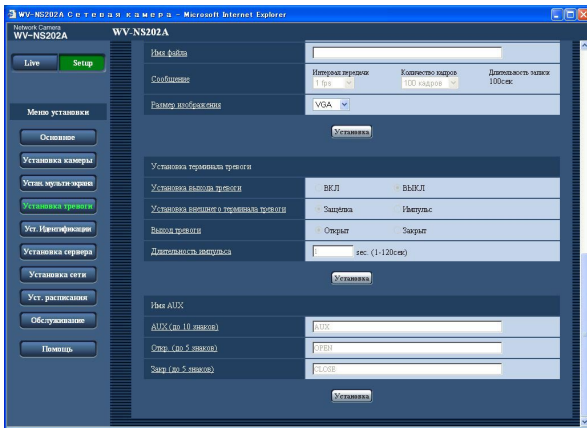 WV-NS202A Сетевая камера - Microsoft Internet Explorer
Network Camera
WV-NS202A
WV-NS202A
Live
Setup
Меню установки
Основное
Установка камеры
Устан. мульти-экрана
Установка тревоги
Уст. Идентификации
Установка сервера
Установка сети
Уст. расписания
Обслуживание
Помощь
Имя файла
Сообщение
Интервал передачи
Количество кадров
Длительность записи
1 fps
100 кадров
100сек
Размер изображения
VGA
Установка
Установка терминала тревоги
Установка выхода тревоги
ВКЛ
ВЫКЛ
Установка внешнего терминала тревоги
Защёлка
Импульс
Выход тревоги
Открыт
Закрыт
Длительность импульса
1
sec. (1-120сек)
Установка
Имя AUX
AUX (до 10 знаков)
AUX
Откр. (до 5 знаков)
OPEN
Закр (до 5 знаков)
CLOSE
Установка